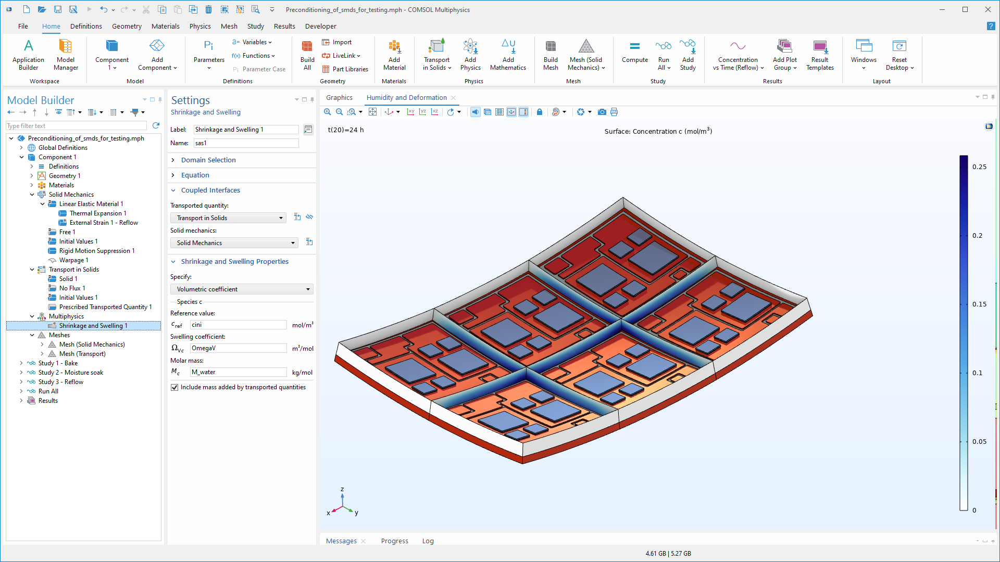 Preconditioning_of_smds_for_testing.mph - COMSOL Multiphysics
File Home Definitions Geometry Materials Physics Mesh Study Results Developer
?
Application Builder
Model Manager
Workspace
Component 1
Add Component
Model
Pi
Parameters
a= Variables
f(x) Functions
Pi Parameter Case
Definitions
Build All
Import
LiveLink
Part Libraries
Geometry
Add Material
Materials
Transport in Solids
Add Physics
ΔU
Add Mathematics
Physics
Build Mesh
Mesh (Solid Mechanics)
Mesh
Compute
Run All
Add Study
Study
Concentration vs Time (Reflow)
Add Plot Group
Result Templates
Results
Windows
Reset Desktop
Layout
Model Builder
Type filter text
Preconditioning_of_smds_for_testing.mph
Global Definitions
Component 1
Definitions
Geometry 1
Materials
Solid Mechanics
Linear Elastic Material 1
Thermal Expansion 1
External Strain 1 - Reflow
Free 1
Initial Values 1
Rigid Motion Suppression 1
Warpage 1
Transport in Solids
Solid 1
No Flux 1
Initial Values 1
Prescribed Transported Quantity 1
Multiphysics
Shrinkage and Swelling 1
Meshes
Mesh (Solid Mechanics)
Mesh (Transport)
Study 1 - Bake
Study 2 - Moisture soak
Study 3 - Reflow
Run All
Results
Settings
Shrinkage and Swelling
Label: Shrinkage and Swelling 1
Name: sas1
Domain Selection
Equation
Coupled Interfaces
Transported quantity:
Transport in Solids
Solid mechanics:
Solid Mechanics
Shrinkage and Swelling Properties
Specify:
Volumetric coefficient
Species c
Reference value:
c_ref cini mol/m³
Swelling coefficient:
Ω_Vc OmegaV m³/mol
Molar mass:
M_c M_water kg/mol
Include mass added by transported quantities
Graphics Humidity and Deformation
xy yz xz
t(20)=24 h
Surface: Concentration c (mol/m³)
0.25
0.2
0.15
0.1
0.05
0
z
x
y
Messages Progress Log
4.61 GB | 5.27 GB